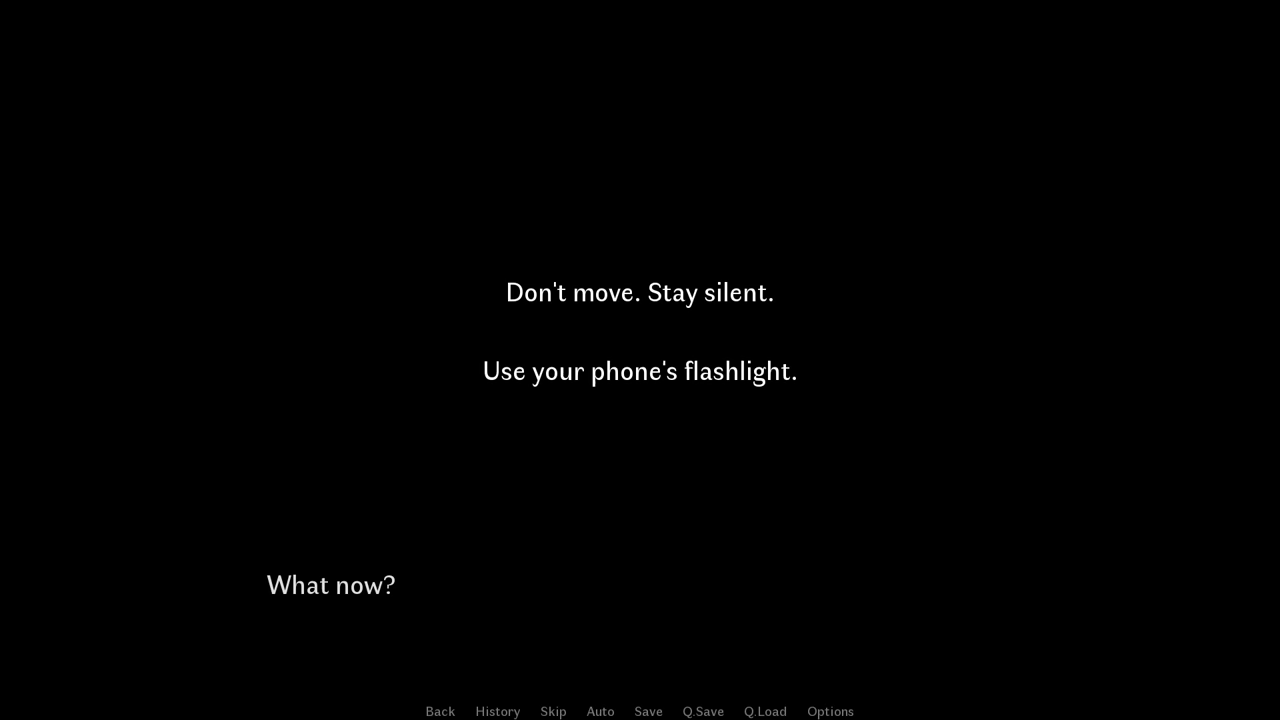 Don't move. Stay silent.
Use your phone's flashlight.
What now?
Back History Skip Auto Save Q.Save Q.Load Options